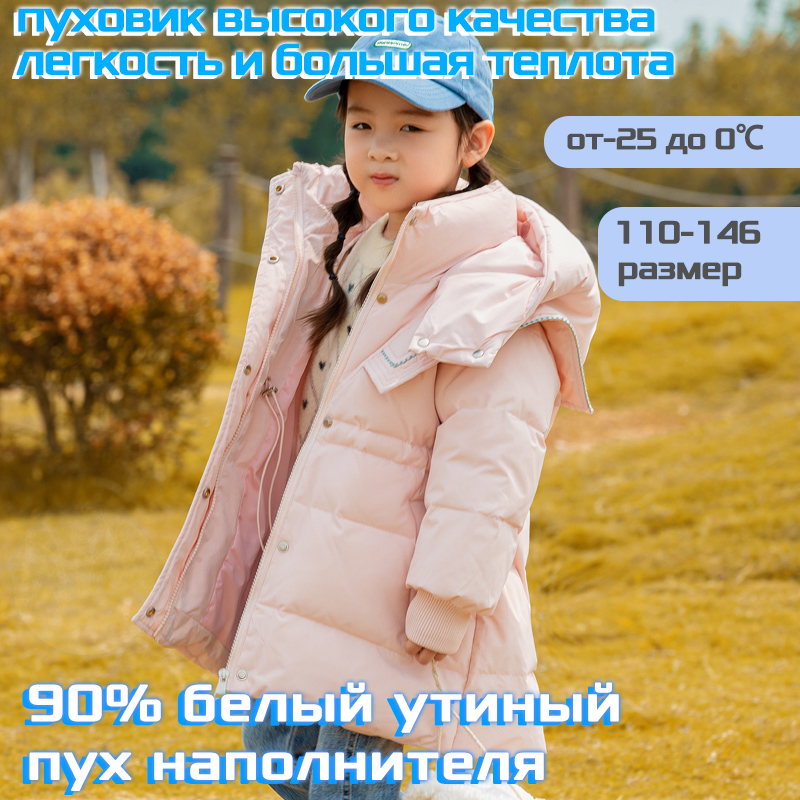 пуховик высокого качества
легкость и большая теплота
от-25 до 0℃
110-146
размер
90% белый утиный
пух наполнителя